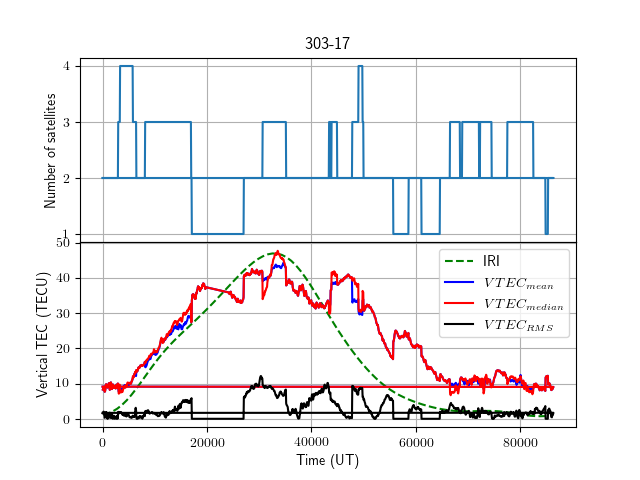 303-17
Number of satellites
4
3
2
1
50
40
30
20
10
0
Vertical TEC (TECU)
IRI
VTEC_mean
VTEC_median
VTEC_RMS
0 20000 40000 60000 80000
Time (UT)